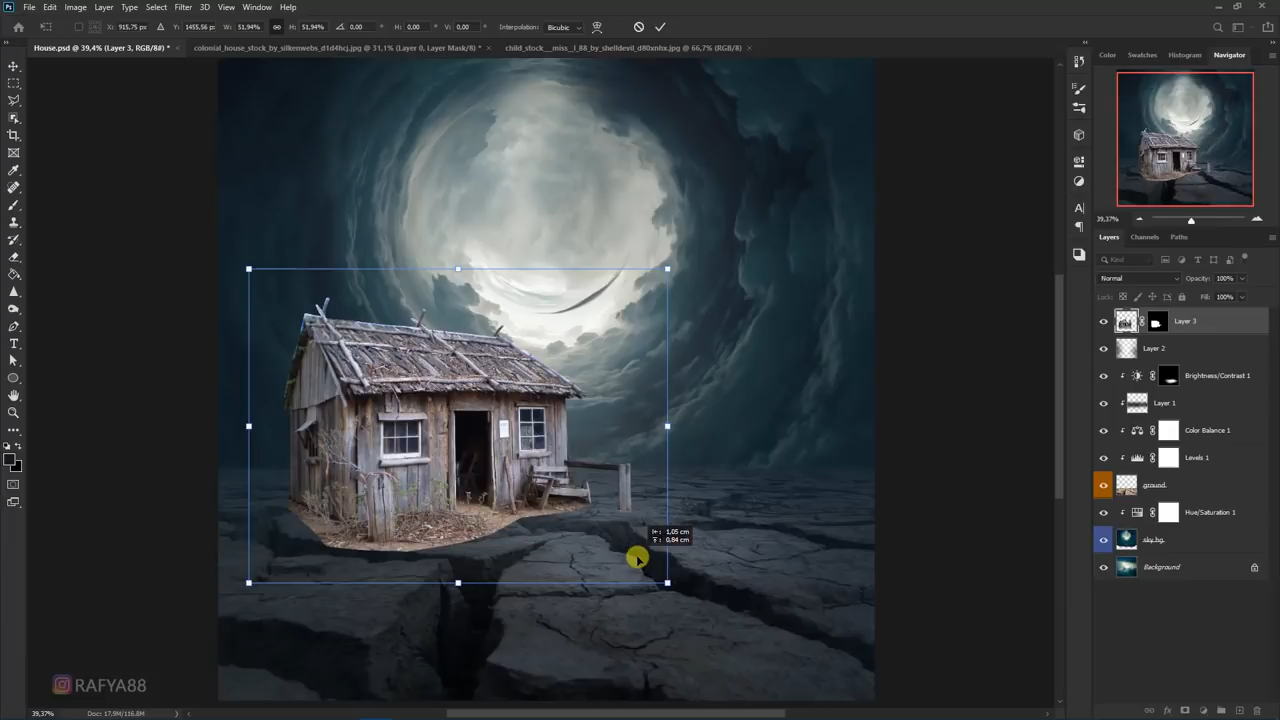 Ps File Edit Image Layer Type Select Filter 3D View Window Help
X: 915,75 px Y: 1455,56 px W: 51,94% H: 51,94% 0,00 H: 0,00 V: 0,00 Interpolation: Bicubic
House.psd @ 39,4% (Layer 3, RGB/8#) * × colonial_house_stock_by_silkenwebs_d1d4hcj.jpg @ 31,1% (Layer 0, Layer Mask/8) * × child_stock__miss_l_88_by_shelldevil_d80xnhx.jpg @ 66,7% (RGB/8) ×
Color Swatches Histogram Navigator
39,37%
Layers Channels Paths
Kind
Normal Opacity: 100%
Lock: Fill: 100%
Layer 3
Layer 2
Brightness/Contrast 1
Layer 1
Color Balance 1
Levels 1
ground
Hue/Saturation 1
sky bg
Background
1,05 cm
0,84 cm
RAFYA88
39,37% Doc: 17,9M/116,8M